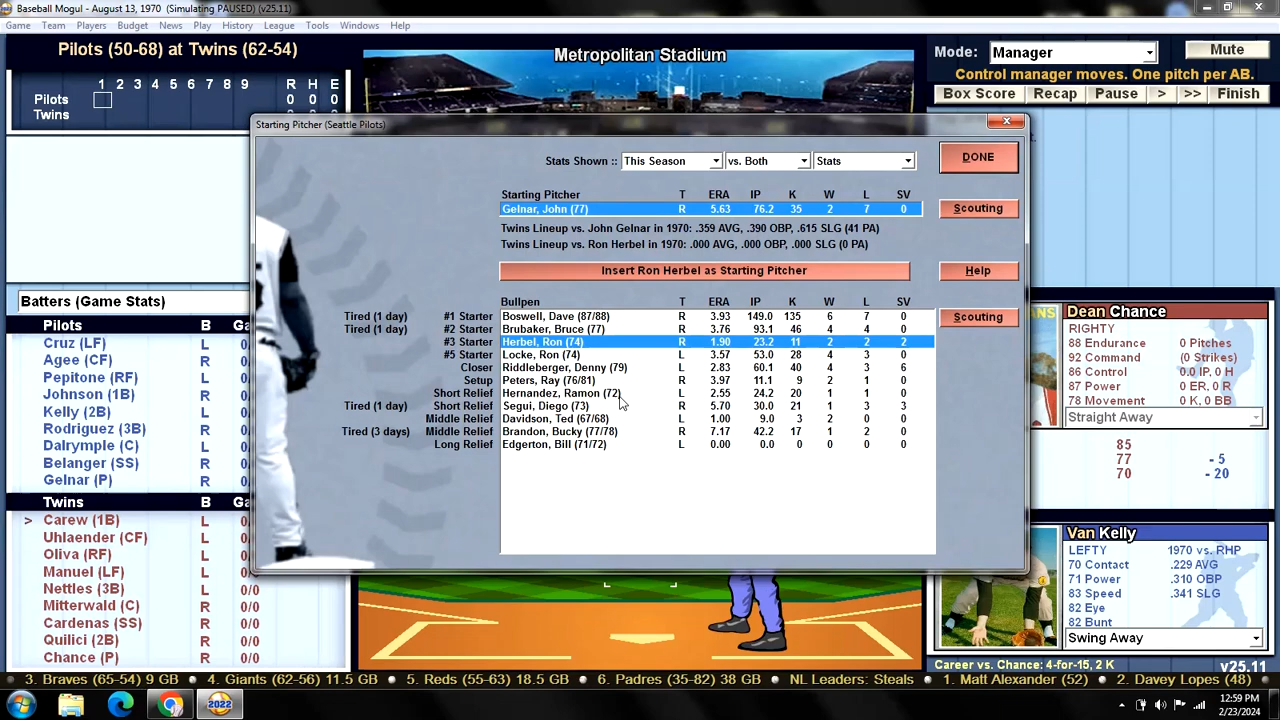 Baseball Mogul - August 13, 1970 (Simulating PAUSED) (v25.11)
Game Team Players Budget News Play History League Tools Windows Help
Pilots (50-68) at Twins (62-54)
1 2 3 4 5 6 7 8 9 R H E
Pilots 0 0 0
Twins 0 0 0
Metropolitan Stadium
Mode: Manager
Mute
Control manager moves. One pitch per AB.
Box Score Recap Pause > >> Finish
Starting Pitcher (Seattle Pilots)
Stats Shown :: This Season vs. Both Stats
DONE
Starting Pitcher T ERA IP K W L SV
Gelnar, John (77) R 5.63 76.2 35 2 7 0
Scouting
Twins Lineup vs. John Gelnar in 1970: .359 AVG, .390 OBP, .615 SLG (41 PA)
Twins Lineup vs. Ron Herbel in 1970: .000 AVG, .000 OBP, .000 SLG (0 PA)
Insert Ron Herbel as Starting Pitcher
Help
Bullpen T ERA IP K W L SV
Tired (1 day) #1 Starter Boswell, Dave (87/88) R 3.93 149.0 135 6 7 0
Scouting
Tired (1 day) #2 Starter Brubaker, Bruce (77) R 3.76 93.1 46 4 4 0
#3 Starter Herbel, Ron (74) R 1.90 23.2 11 2 2 2
#5 Starter Locke, Ron (74) L 3.57 53.0 28 4 3 0
Closer Riddleberger, Denny (79) L 2.83 60.1 40 4 3 6
Setup Peters, Ray (76/81) R 3.97 11.1 9 2 1 0
Short Relief Hernandez, Ramon (72) L 2.55 24.2 20 1 1 0
Tired (1 day) Short Relief Segui, Diego (73) R 5.70 30.0 21 1 3 3
Middle Relief Davidson, Ted (67/68) L 1.00 9.0 3 2 0 0
Tired (3 days) Middle Relief Brandon, Bucky (77/78) R 7.17 42.2 17 1 2 0
Long Relief Edgerton, Bill (71/72) L 0.00 0.0 0 0 0 0
Batters (Game Stats)
Pilots B Ga
Cruz (LF) L
Agee (CF) R
Pepitone (RF) L
Johnson (1B) L
Kelly (2B) L
Rodriguez (3B) R
Dalrymple (C) L
Belanger (SS) R
Gelnar (P) R
Twins B Ga
> Carew (1B) L 0/0
Uhlaender (CF) L 0/0
Oliva (RF) L 0/0
Manuel (LF) L 0/0
Nettles (3B) L 0/0
Mitterwald (C) R 0/0
Cardenas (SS) R 0/0
Quilici (2B) R 0/0
Chance (P) R 0/0
Dean Chance
RIGHTY
88 Endurance 0 Pitches
92 Command (0 Strikes)
86 Control 0.0 IP, 0 H
87 Power 0 ER, 0 R
78 Movement 0 K, 0 BB
Straight Away
85
77 - 5
70 - 20
Van Kelly
LEFTY 1970 vs. RHP
70 Contact .229 AVG
71 Power .310 OBP
83 Speed .341 SLG
82 Eye
82 Bunt
Swing Away
Career vs. Chance: 4-for-15, 2 K
v25.11
3. Braves (65-54) 9 GB 4. Giants (62-56) 11.5 GB 5. Reds (55-63) 18.5 GB 6. Padres (35-82) 38 GB NL Leaders: Steals 1. Matt Alexander (52) 2. Davey Lopes (48)
2022
12:59 PM
2/23/2024